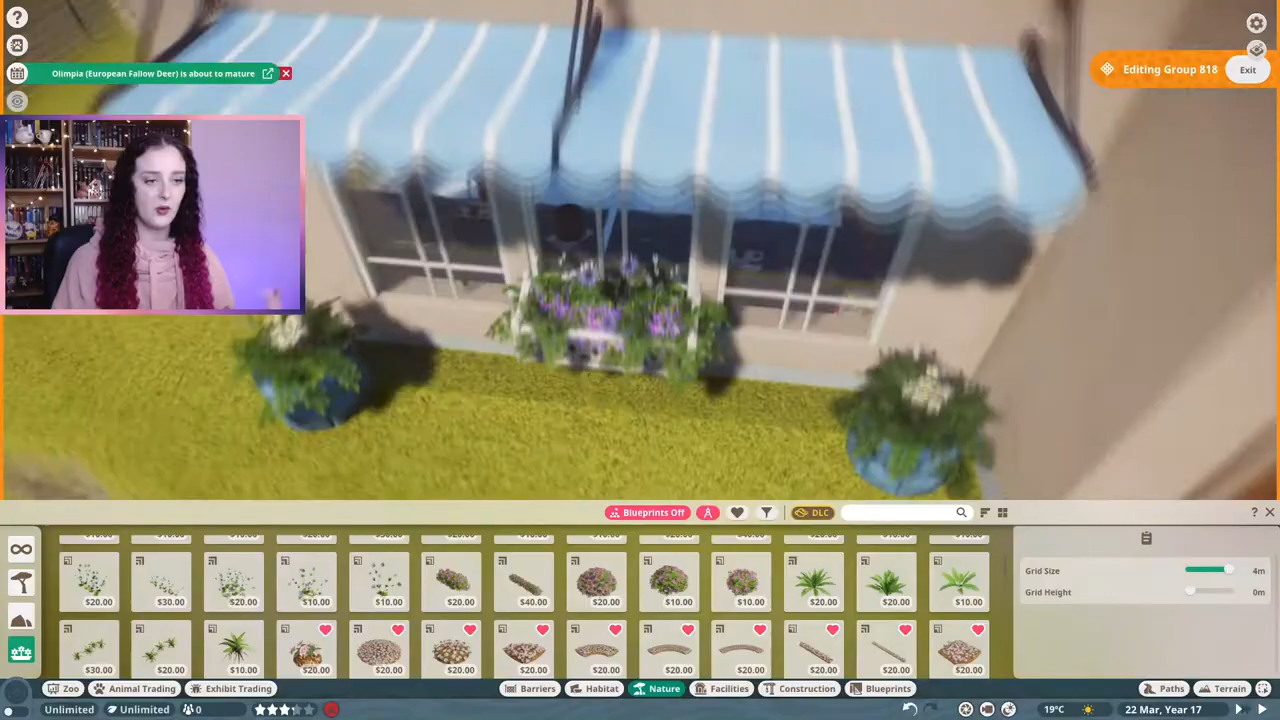 Olimpia (European Fallow Deer) is about to mature
Editing Group 818
Exit
Blueprints Off
DLC
$20.00 $30.00 $20.00 $10.00 $10.00 $20.00 $40.00 $20.00 $10.00 $10.00 $20.00 $20.00 $10.00
$30.00 $20.00 $10.00 $20.00 $20.00 $20.00 $20.00 $20.00 $20.00 $20.00 $20.00 $20.00 $20.00
Grid Size 4m
Grid Height 0m
Zoo Animal Trading Exhibit Trading Barriers Habitat Nature Facilities Construction Blueprints Paths Terrain
Unlimited Unlimited 0 19°C 22 Mar, Year 17